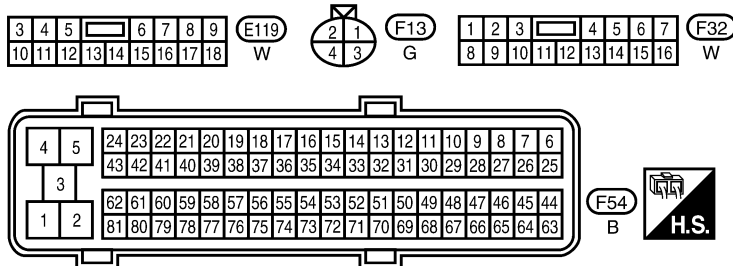 3 4 5 6 7 8 9
10 11 12 13 14 15 16 17 18
E119
W
2 1
4 3
F13
G
1 2 3 4 5 6 7
8 9 10 11 12 13 14 15 16
F32
W
4 5
3
1 2
24 23 22 21 20 19 18 17 16 15 14 13 12 11 10 9 8 7 6
43 42 41 40 39 38 37 36 35 34 33 32 31 30 29 28 27 26 25
62 61 60 59 58 57 56 55 54 53 52 51 50 49 48 47 46 45 44
81 80 79 78 77 76 75 74 73 72 71 70 69 68 67 66 65 64 63
F54
B
H.S.